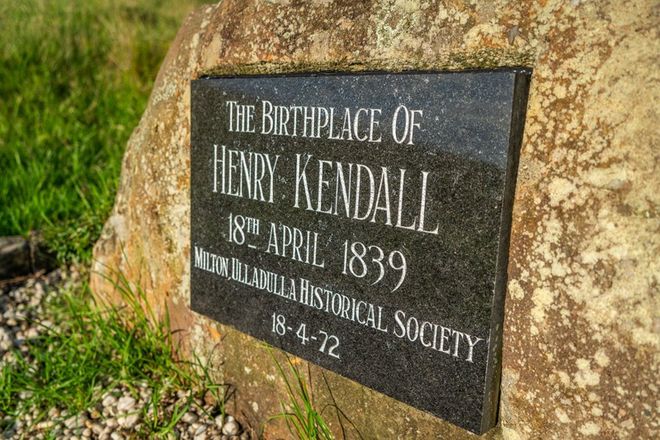 THE BIRTHPLACE OF
HENRY KENDALL
18TH APRIL 1839
MILTON, ULLADULLA HISTORICAL SOCIETY
18-4-72